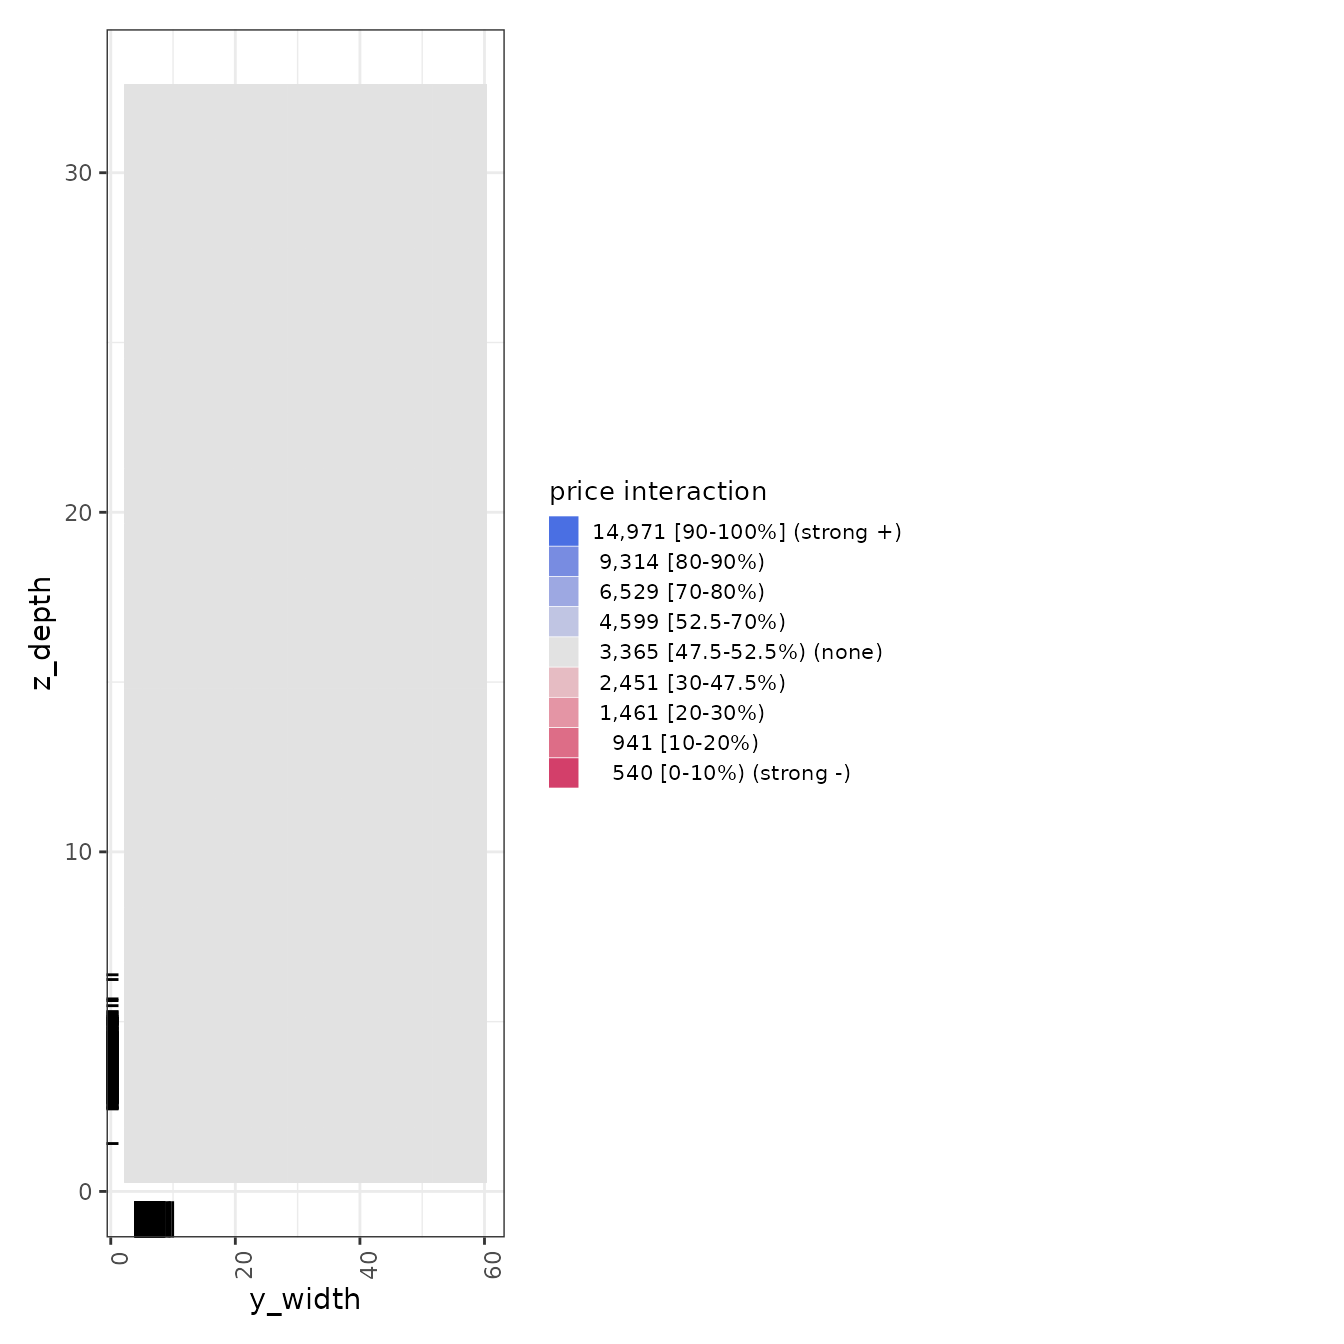 30
20
10
0
z_depth
0
20
40
60
y_width
price interaction
14,971 [90-100%] (strong +)
9,314 [80-90%)
6,529 [70-80%)
4,599 [52.5-70%)
3,365 [47.5-52.5%) (none)
2,451 [30-47.5%)
1,461 [20-30%)
941 [10-20%)
540 [0-10%) (strong -)